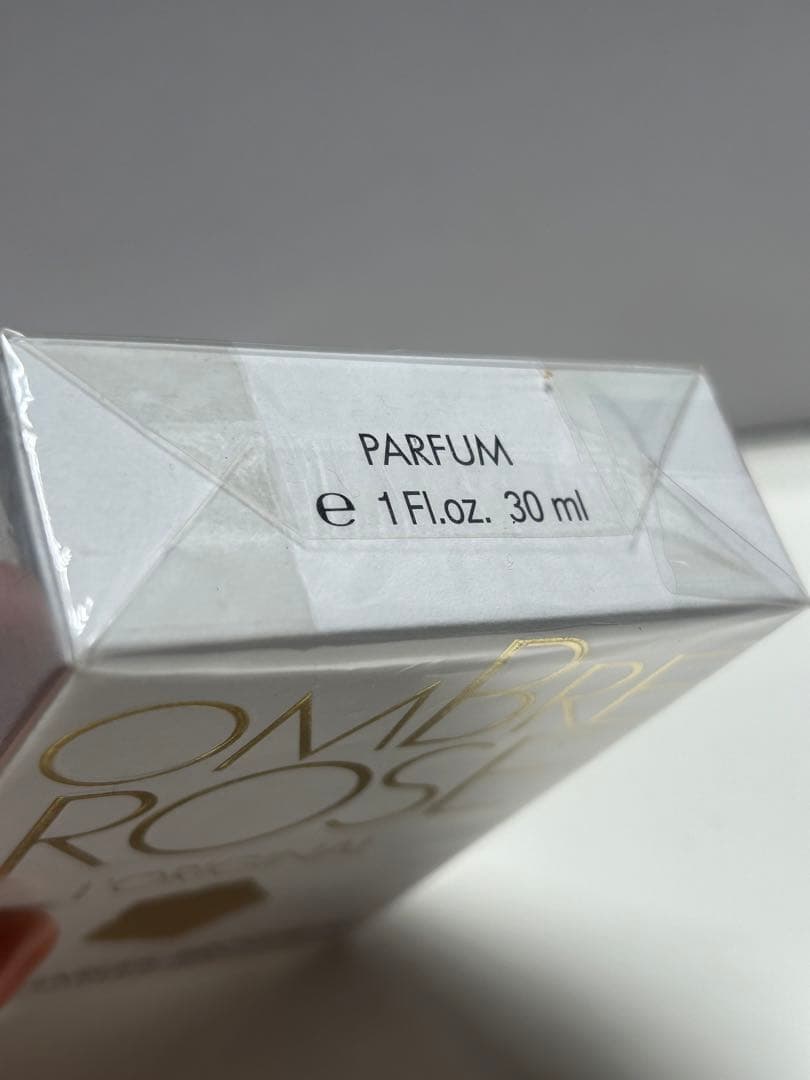 PARFUM
℮ 1 Fl.oz. 30 ml
OMBRE
ROSE